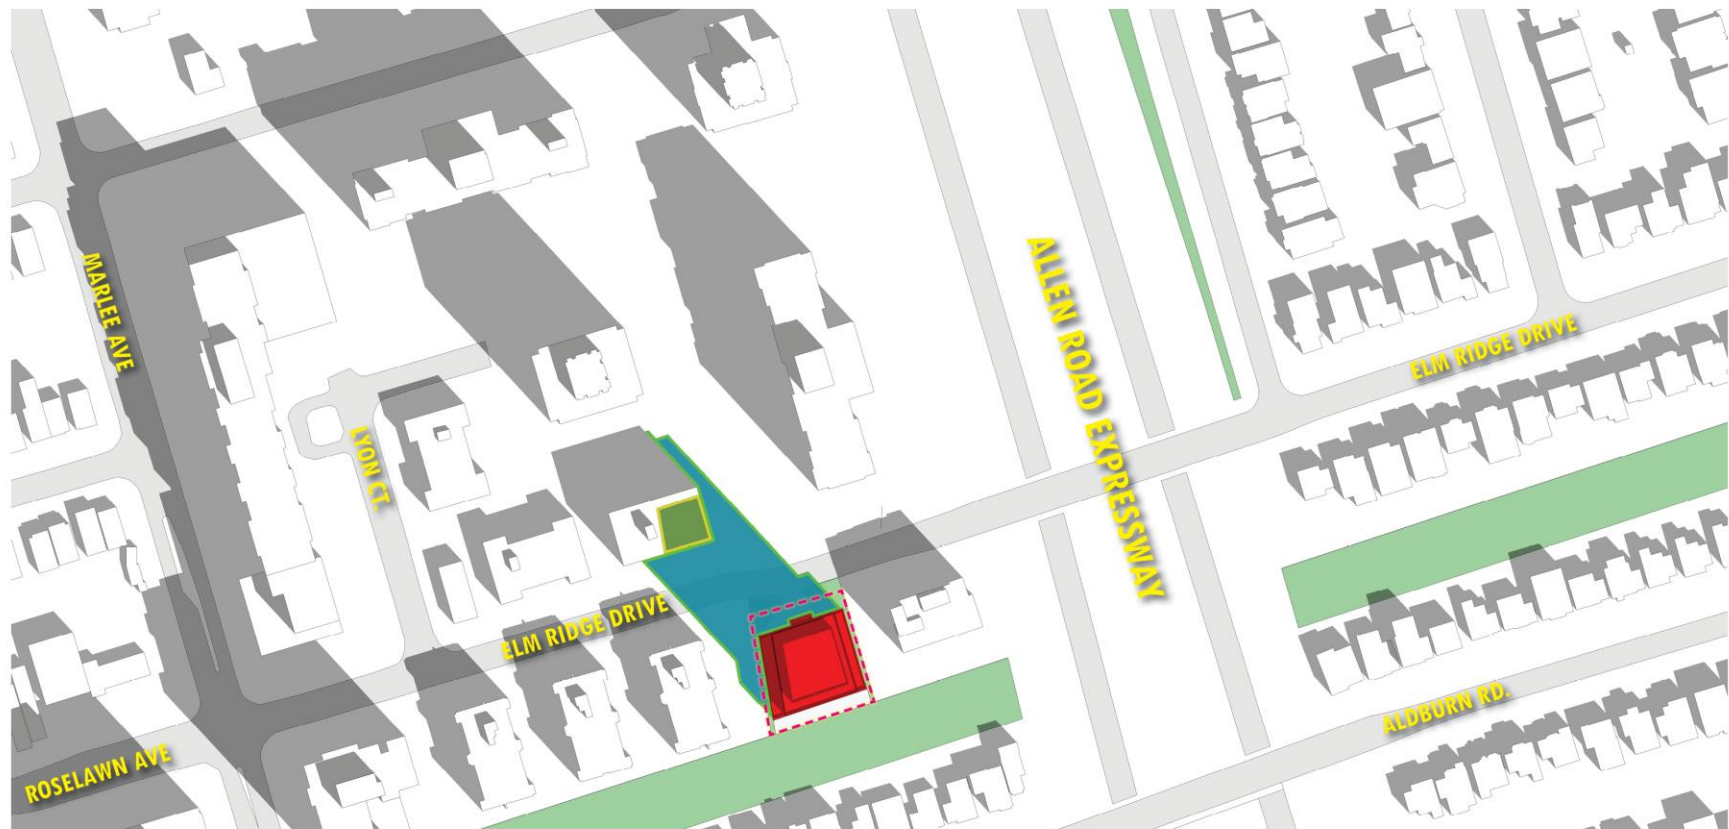 MARLEE AVE
ALLEN ROAD EXPRESSWAY
ELM RIDGE DRIVE
LYON CT.
ELM RIDGE DRIVE
ALDBURN RD.
ROSELAWN AVE